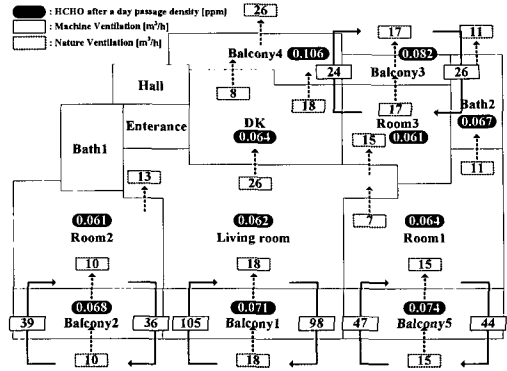 : HCHO after a day passage density [ppm]
: Machine Ventilation [m³/h]
: Nature Ventilation [m³/h]
26
17
11
Balcony4 0.106
0.082
24
Balcony3
26
Hall
8
18
17
Bath2
DK
Room3
0.067
Enterance
0.064
0.061
Bath1
15
13
26
11
7
0.061
0.062
0.064
Room2
Living room
Room1
10
18
15
0.068
0.071
0.074
39
Balcony2
36
105
Balcony1
98
47
Balcony5
44
10
18
15